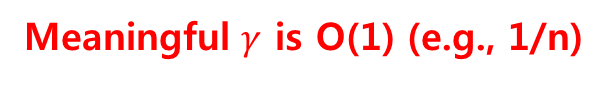 Meaningful γ is O(1) (e.g., 1/n)